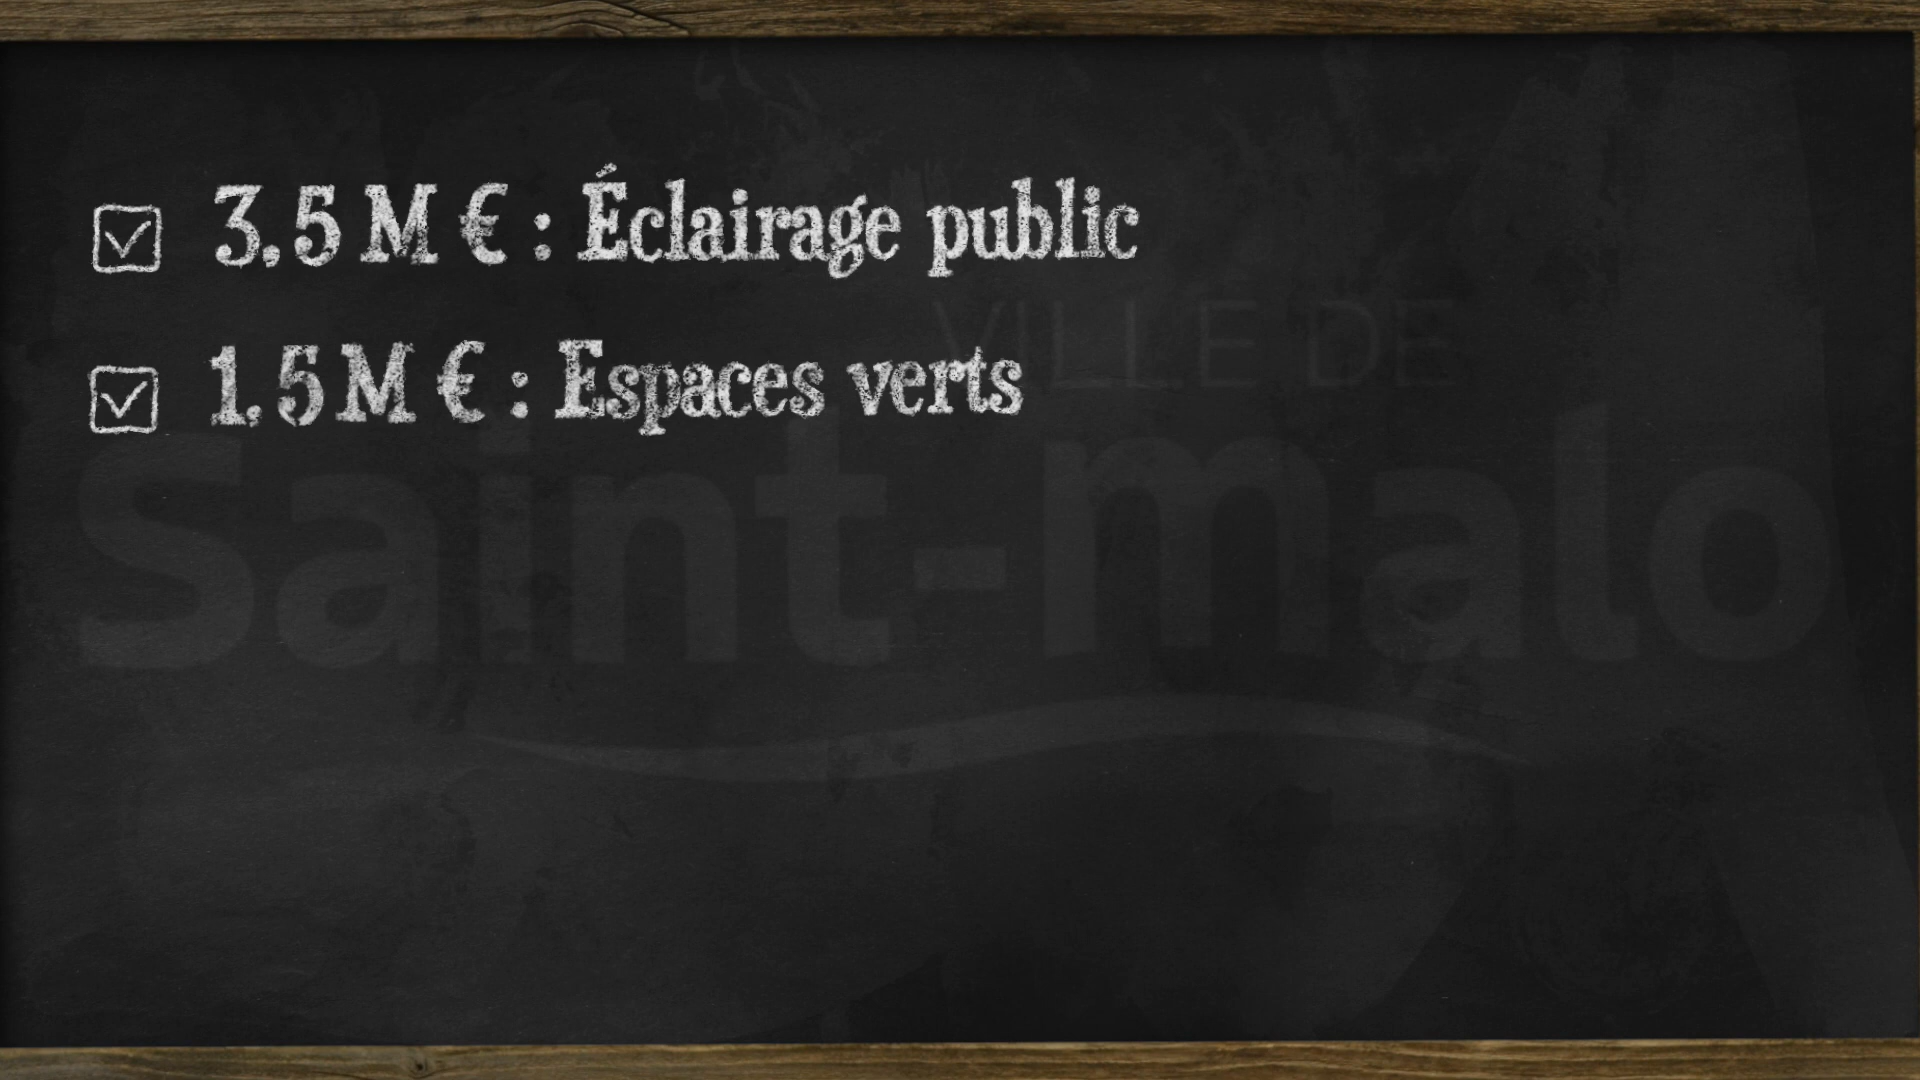 3,5 M € : Éclairage public
1,5 M € : Espaces verts
VILLE DE
Saint-malo